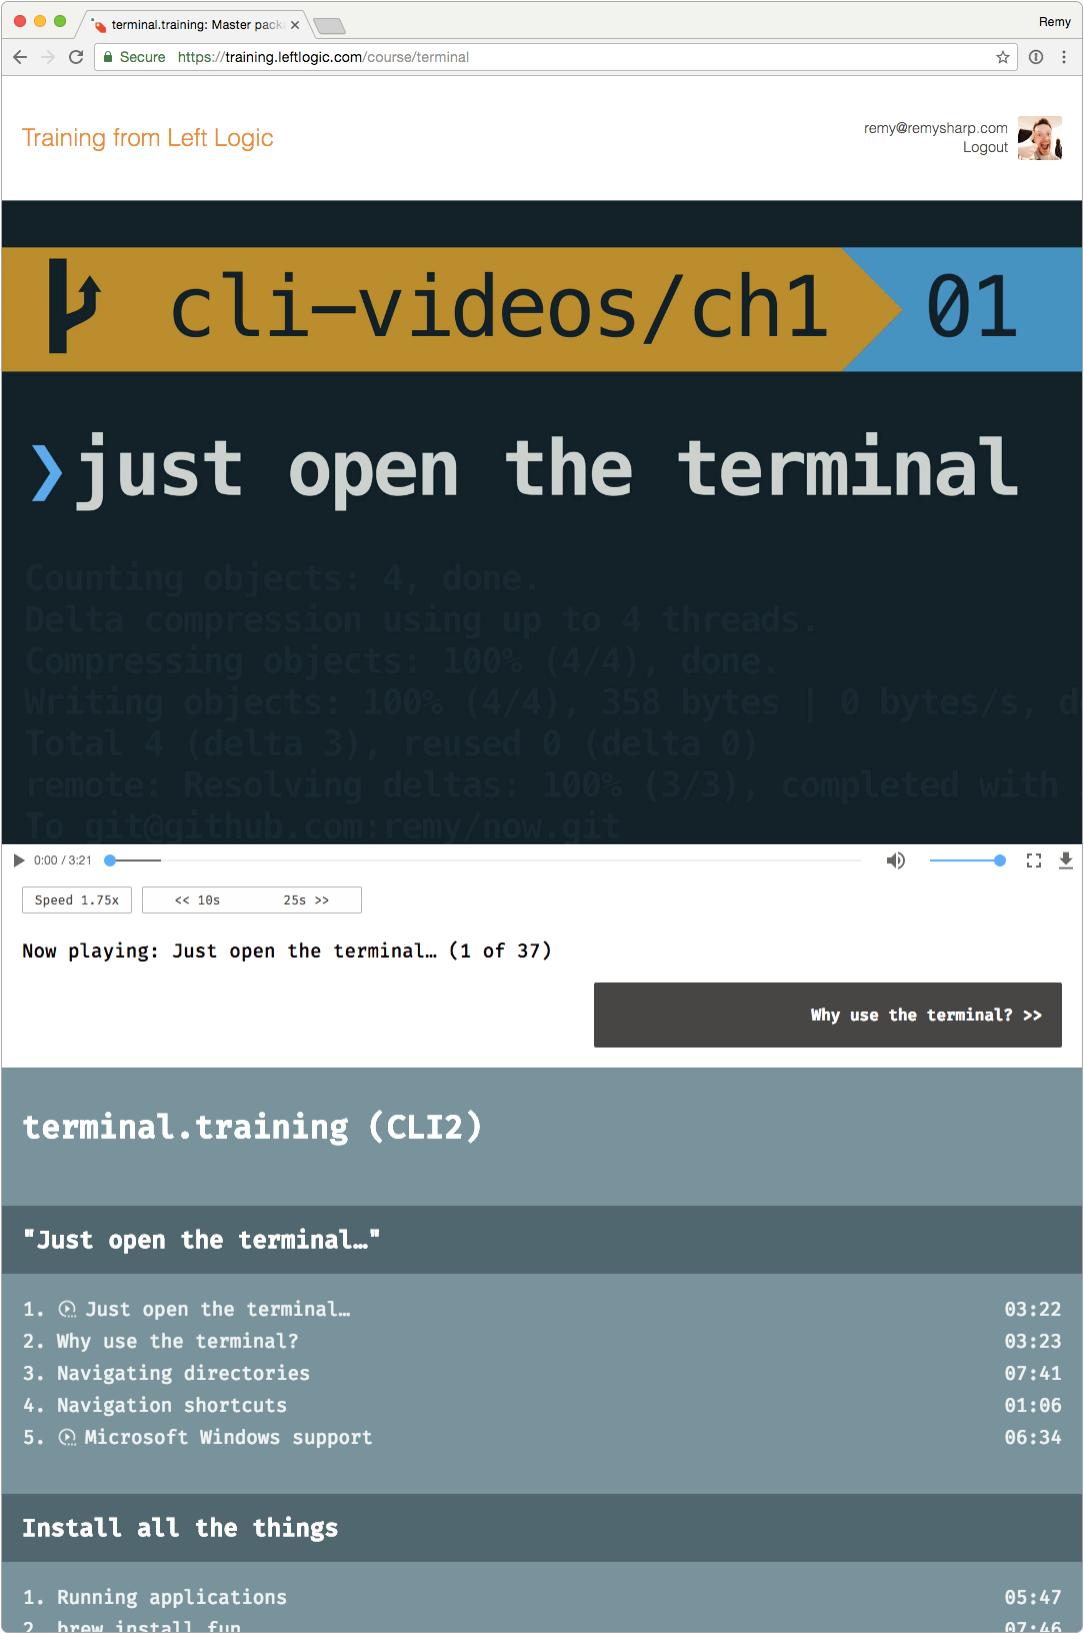 terminal.training: Master pack
Remy
Secure https://training.leftlogic.com/course/terminal
Training from Left Logic
remy@remysharp.com
Logout
cli-videos/ch1 01
❯just open the terminal
Counting objects: 4, done.
Delta compression using up to 4 threads.
Compressing objects: 100% (4/4), done.
Writing objects: 100% (4/4), 358 bytes | 0 bytes/s, d
Total 4 (delta 3), reused 0 (delta 0)
remote: Resolving deltas: 100% (3/3), completed with
To git@github.com:remy/now.git
0:00 / 3:21
Speed 1.75x << 10s 25s >>
Now playing: Just open the terminal… (1 of 37)
Why use the terminal? >>
terminal.training (CLI2)
"Just open the terminal…"
1. Just open the terminal… 03:22
2. Why use the terminal? 03:23
3. Navigating directories 07:41
4. Navigation shortcuts 01:06
5. Microsoft Windows support 06:34
Install all the things
1. Running applications 05:47
2. brew install fun 07:46